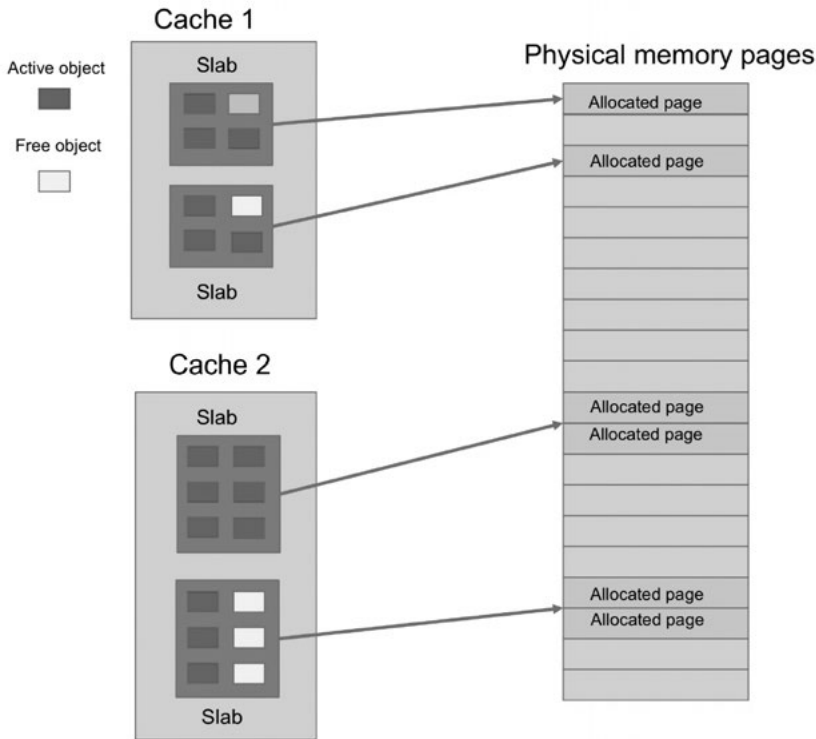 Cache 1
Active object
Free object
Slab
Slab
Physical memory pages
Allocated page
Allocated page
Cache 2
Slab
Slab
Allocated page
Allocated page
Allocated page
Allocated page